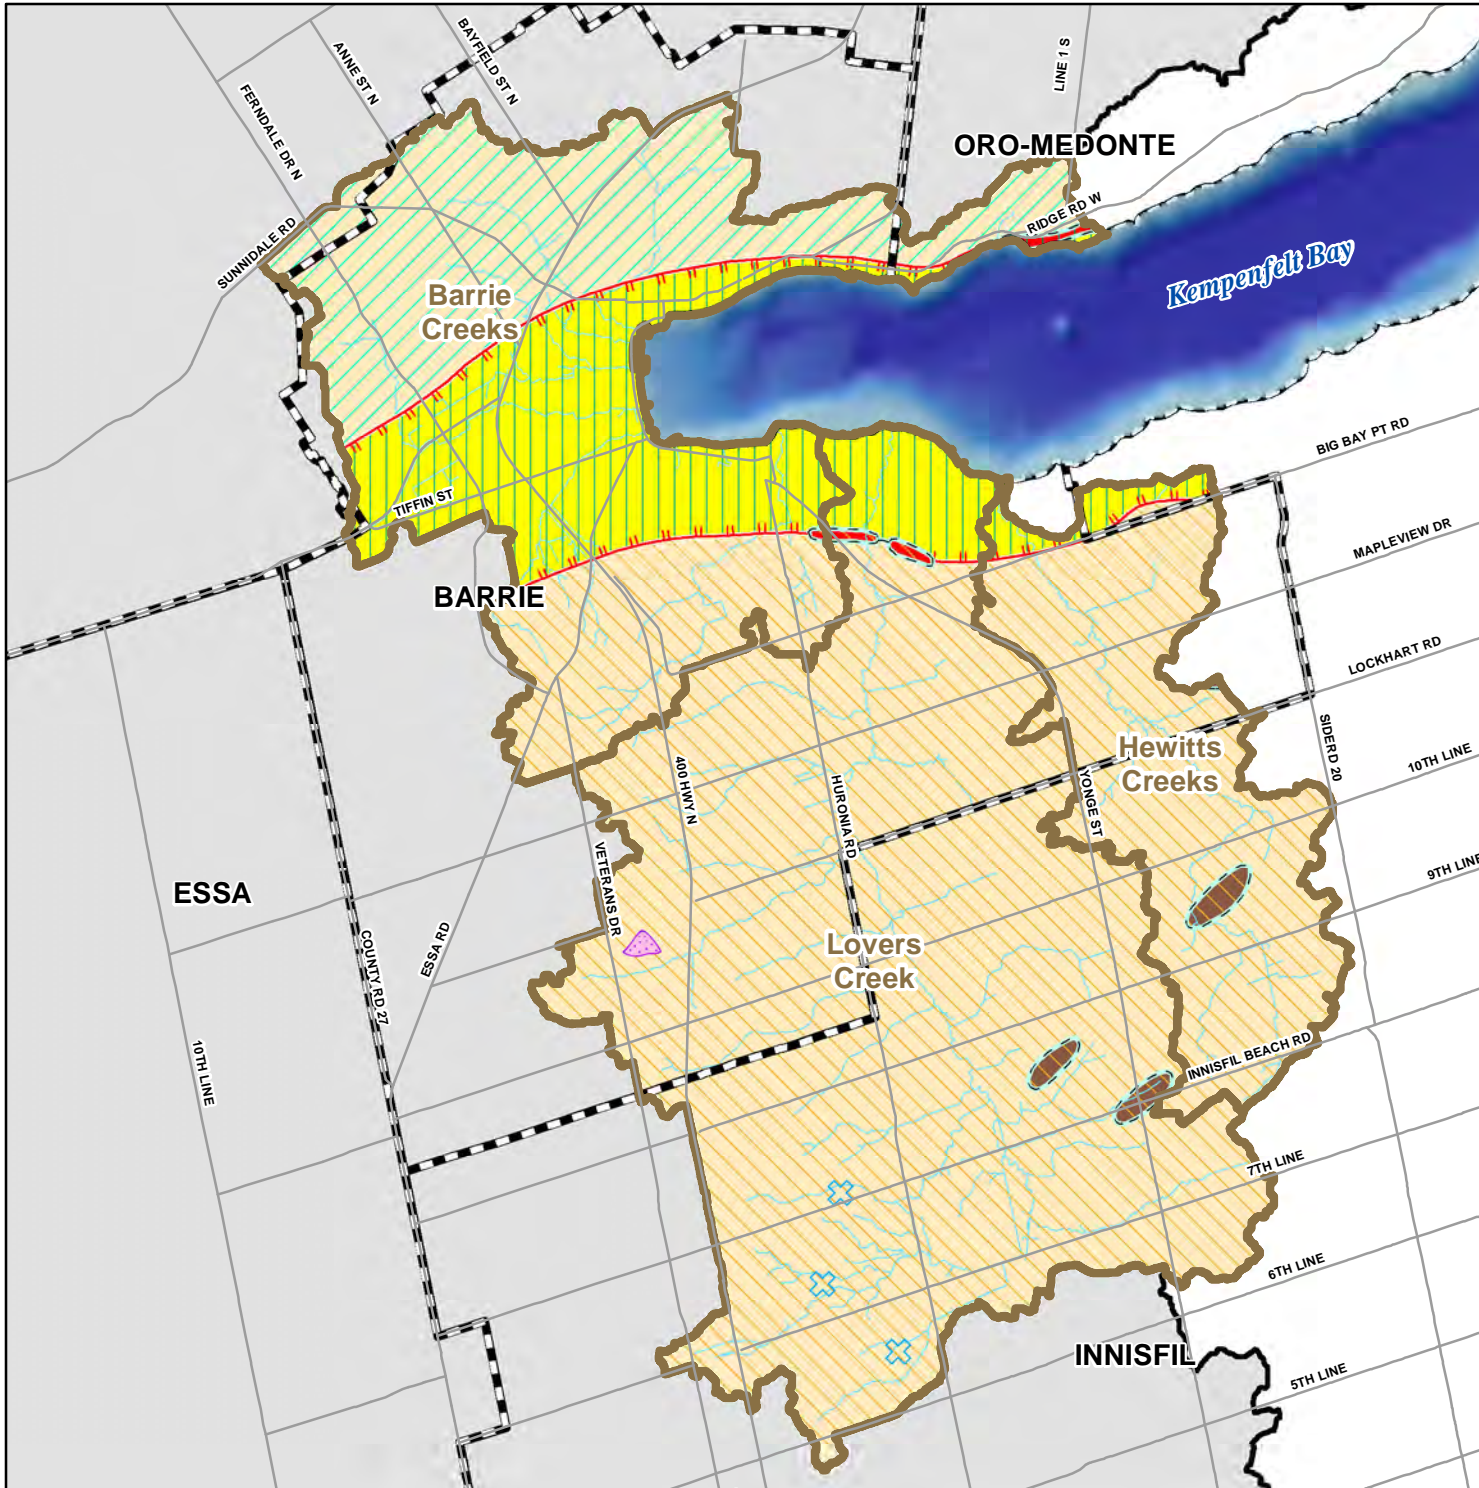 BAYFIELD ST N
ANNE ST N
FERNDALE DR N
LINE 1 S
ORO-MEDONTE
SUNNIDALE RD
RIDGE RD W
Kempenfelt Bay
Barrie
Creeks
BIG BAY PT RD
TIFFIN ST
MAPLEVIEW DR
BARRIE
LOCKHART RD
Hewitts
Creeks
SIDERD 20
10TH LINE
400 HWY N
HURONIA RD
YONGE ST
VETERANS DR
9TH LINE
ESSA
ESSA RD
COUNTY RD 27
Lovers
Creek
10TH LINE
INNISFIL BEACH RD
7TH LINE
6TH LINE
INNISFIL
5TH LINE